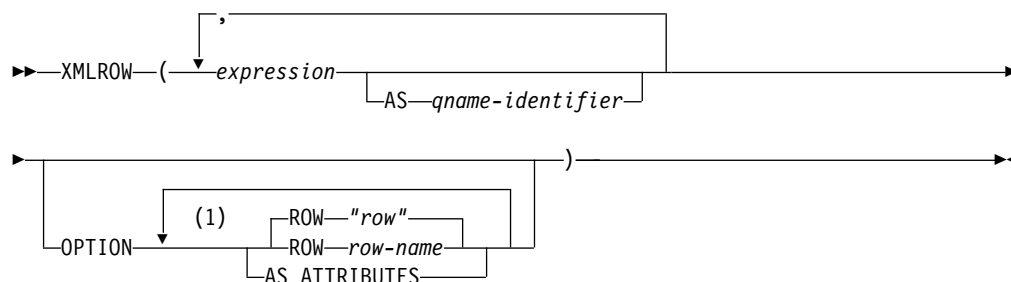 ,
XMLROW ( expression
AS qname-identifier
)
(1) ROW "row"
OPTION ROW row-name
AS ATTRIBUTES